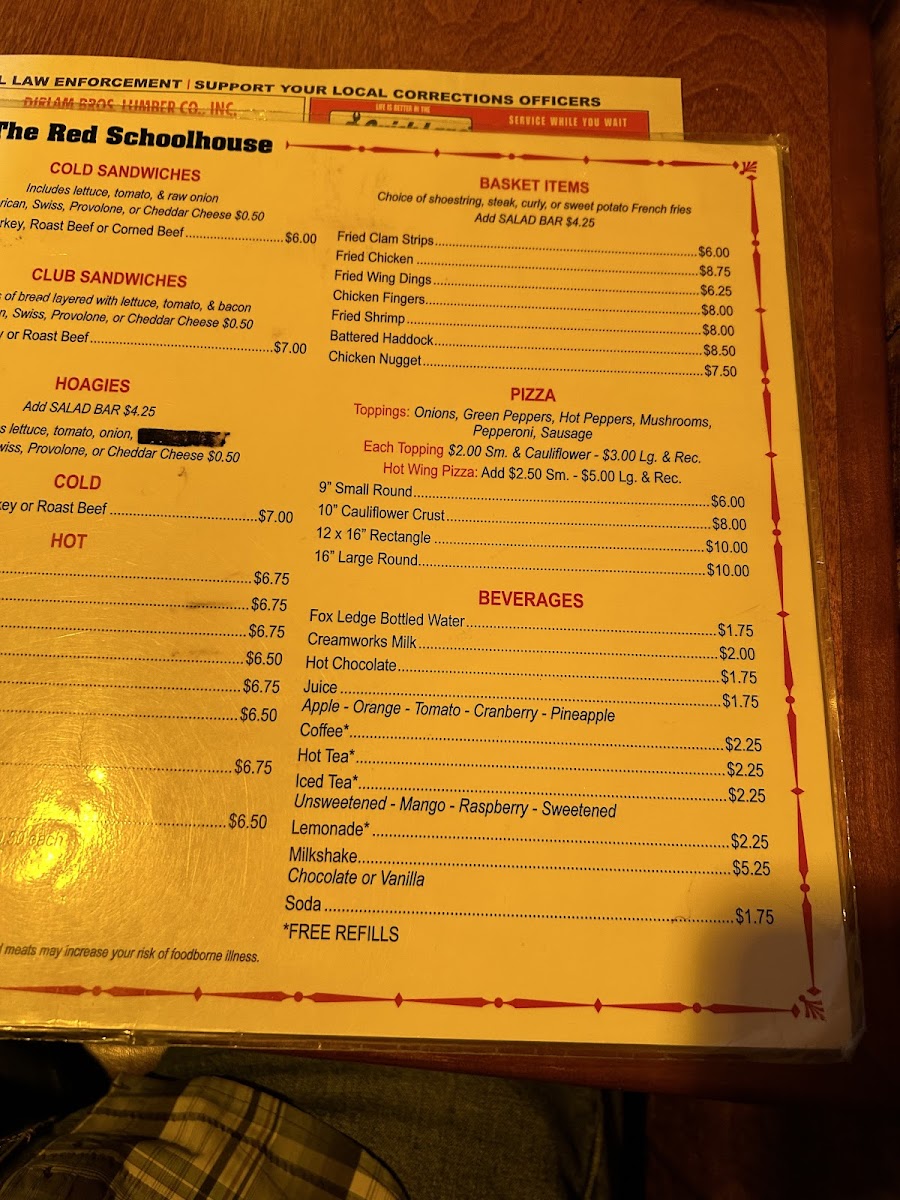 L LAW ENFORCEMENT | SUPPORT YOUR LOCAL CORRECTIONS OFFICERS
DIRLAM BROS. LUMBER CO., INC.
LIFE IS BETTER IN THE
SERVICE WHILE YOU WAIT
The Red Schoolhouse
COLD SANDWICHES
Includes lettuce, tomato, & raw onion
rican, Swiss, Provolone, or Cheddar Cheese $0.50
rkey, Roast Beef or Corned Beef $6.00
CLUB SANDWICHES
s of bread layered with lettuce, tomato, & bacon
n, Swiss, Provolone, or Cheddar Cheese $0.50
y or Roast Beef $7.00
HOAGIES
Add SALAD BAR $4.25
s lettuce, tomato, onion,
wiss, Provolone, or Cheddar Cheese $0.50
COLD
key or Roast Beef $7.00
HOT
$6.75
$6.75
$6.75
$6.50
$6.75
$6.50
$6.75
$6.50
each
d meats may increase your risk of foodborne illness.
BASKET ITEMS
Choice of shoestring, steak, curly, or sweet potato French fries
Add SALAD BAR $4.25
Fried Clam Strips $6.00
Fried Chicken $8.75
Fried Wing Dings $6.25
Chicken Fingers $8.00
Fried Shrimp $8.00
Battered Haddock $8.50
Chicken Nugget $7.50
PIZZA
Toppings: Onions, Green Peppers, Hot Peppers, Mushrooms,
Pepperoni, Sausage
Each Topping $2.00 Sm. & Cauliflower - $3.00 Lg. & Rec.
Hot Wing Pizza: Add $2.50 Sm. - $5.00 Lg. & Rec.
9” Small Round $6.00
10” Cauliflower Crust $8.00
12 x 16” Rectangle $10.00
16” Large Round $10.00
BEVERAGES
Fox Ledge Bottled Water $1.75
Creamworks Milk $2.00
Hot Chocolate $1.75
Juice $1.75
Apple - Orange - Tomato - Cranberry - Pineapple
Coffee* $2.25
Hot Tea* $2.25
Iced Tea* $2.25
Unsweetened - Mango - Raspberry - Sweetened
Lemonade* $2.25
Milkshake $5.25
Chocolate or Vanilla
Soda $1.75
*FREE REFILLS